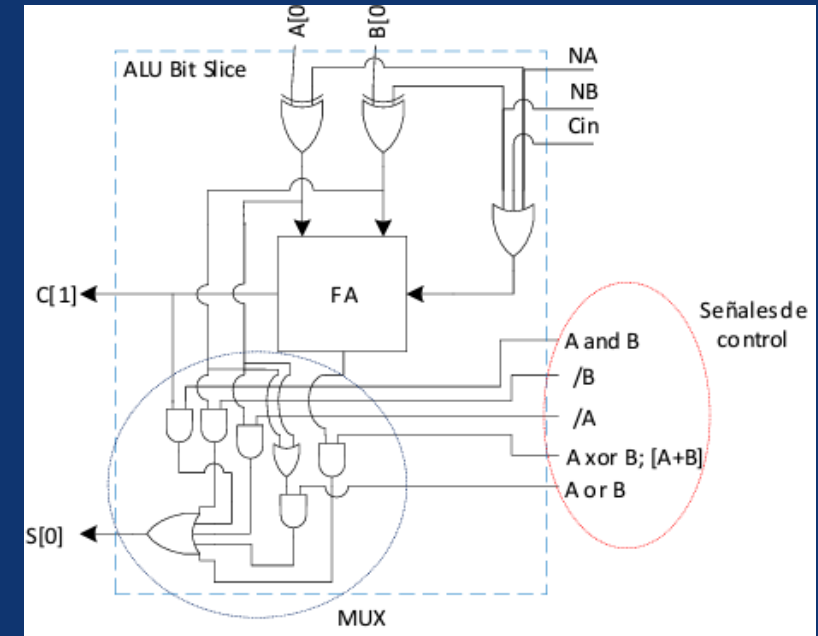 A[0
B[0
ALU Bit Slice
NA
NB
Cin
C[1]
FA
Señales de
control
A and B
/B
/A
A xor B; [A+B]
A or B
S[0]
MUX